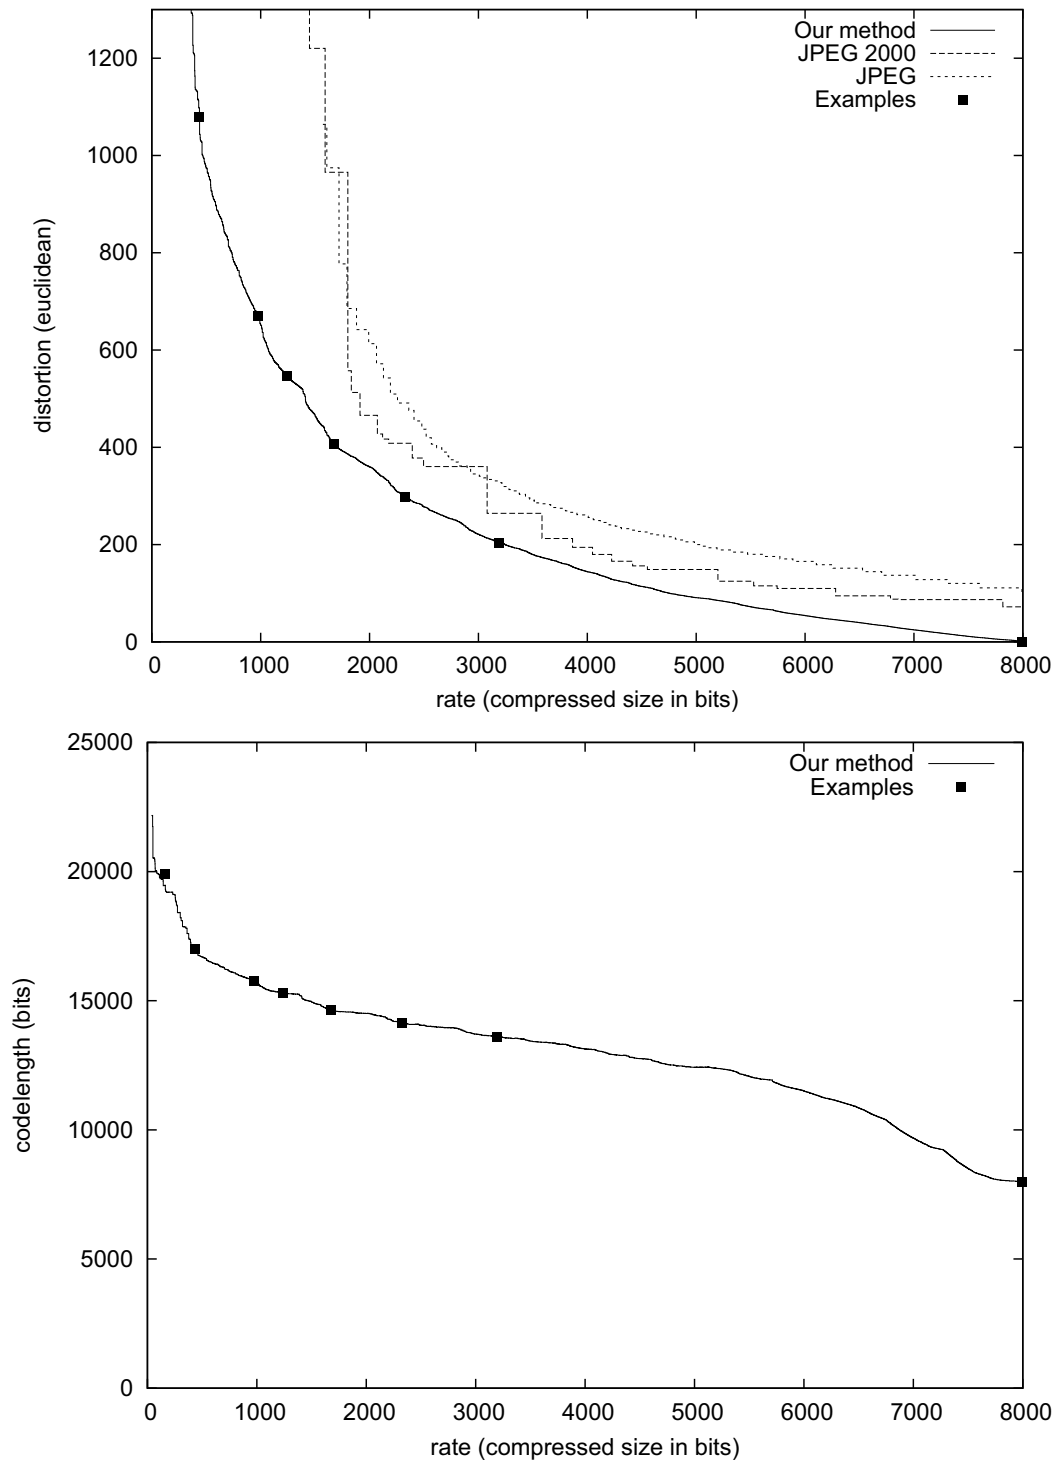 Our method
JPEG 2000
JPEG
Examples
1200
1000
800
600
400
200
0
distortion (euclidean)
0 1000 2000 3000 4000 5000 6000 7000 8000
rate (compressed size in bits)
Our method
Examples
25000
20000
15000
10000
5000
0
codelength (bits)
0 1000 2000 3000 4000 5000 6000 7000 8000
rate (compressed size in bits)